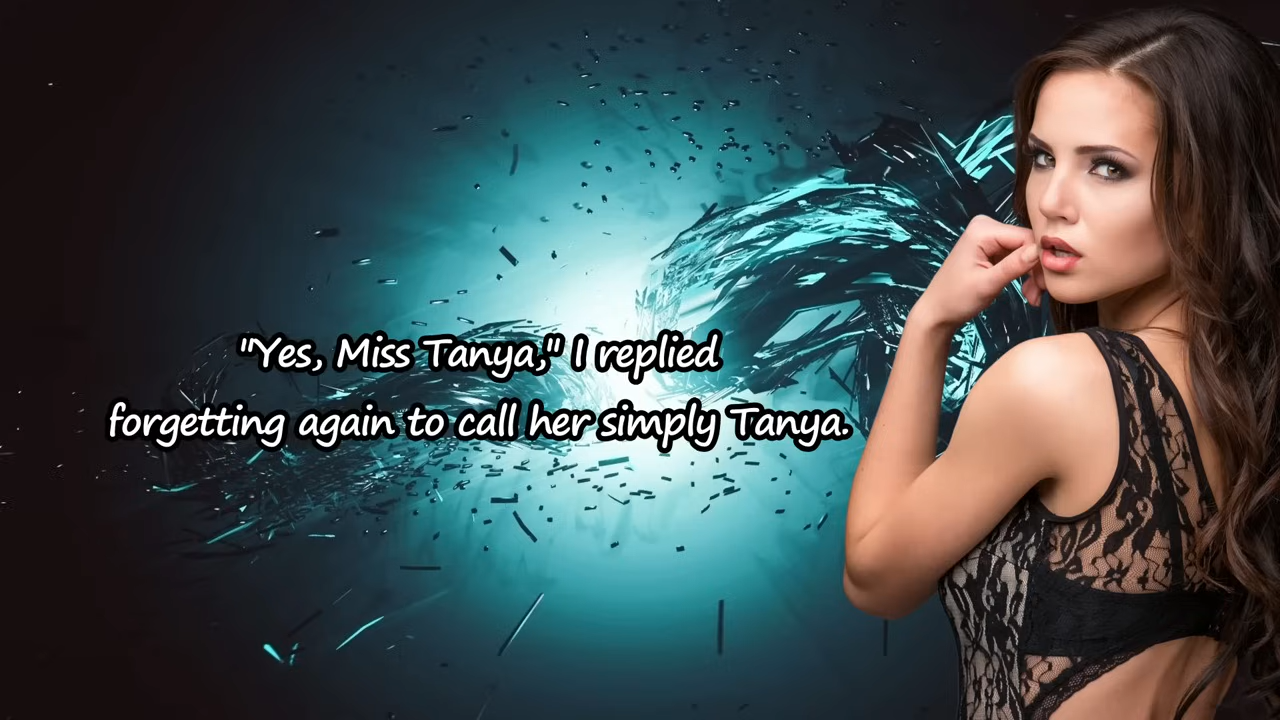 "Yes, Miss Tanya," I replied
forgetting again to call her simply Tanya.